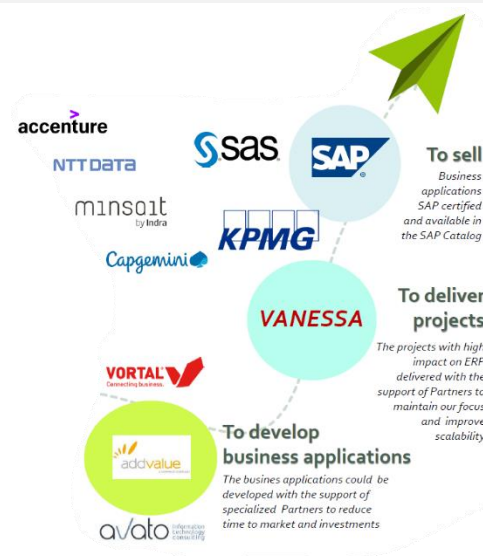 accenture
NTT DATA
minsait
by Indra
Capgemini
sas
SAP
KPMG
To sell
Business
applications
SAP certified
and available in
the SAP Catalog
VANESSA
To deliver
projects
The projects with high
impact on ERP
delivered with the
support of Partners to
maintain our focus
and improve
scalability
VORTAL
Connecting business.
addvalue
To develop
business applications
The busines applications could be
developed with the support of
specialized Partners to reduce
time to market and investments
avato
information
technology
consulting